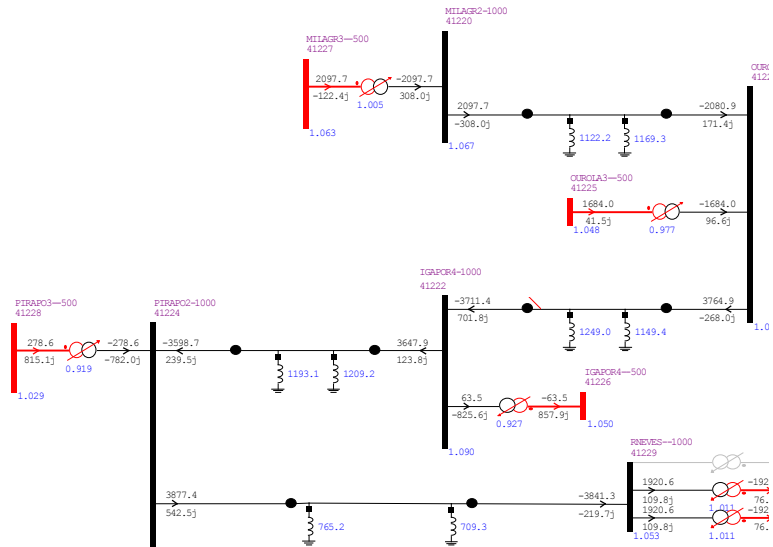 MILAGR2-1000
41220
MILAGR3--500
41227
2097.7
-122.4j
1.005
-2097.7
308.0j
1.063
1.067
2097.7
-308.0j
1122.2
1169.3
-2080.9
171.4j
OUROLA3--500
41225
1684.0
41.5j
1.048
0.977
-1684.0
96.6j
IGAPOR4-1000
41222
-3711.4
701.8j
1249.0
1149.4
3764.9
-268.0j
PIRAPO3--500
41228
278.6
815.1j
0.919
-278.6
-782.0j
1.029
PIRAPO2-1000
41224
-3598.7
239.5j
1193.1
1209.2
3647.9
123.8j
63.5
-825.6j
0.927
-63.5
857.9j
IGAPOR4--500
41226
1.050
1.090
3877.4
542.5j
765.2
709.3
-3841.3
-219.7j
RNEVES--1000
41229
1920.6
109.8j
1.011
1920.6
109.8j
1.011
1.053